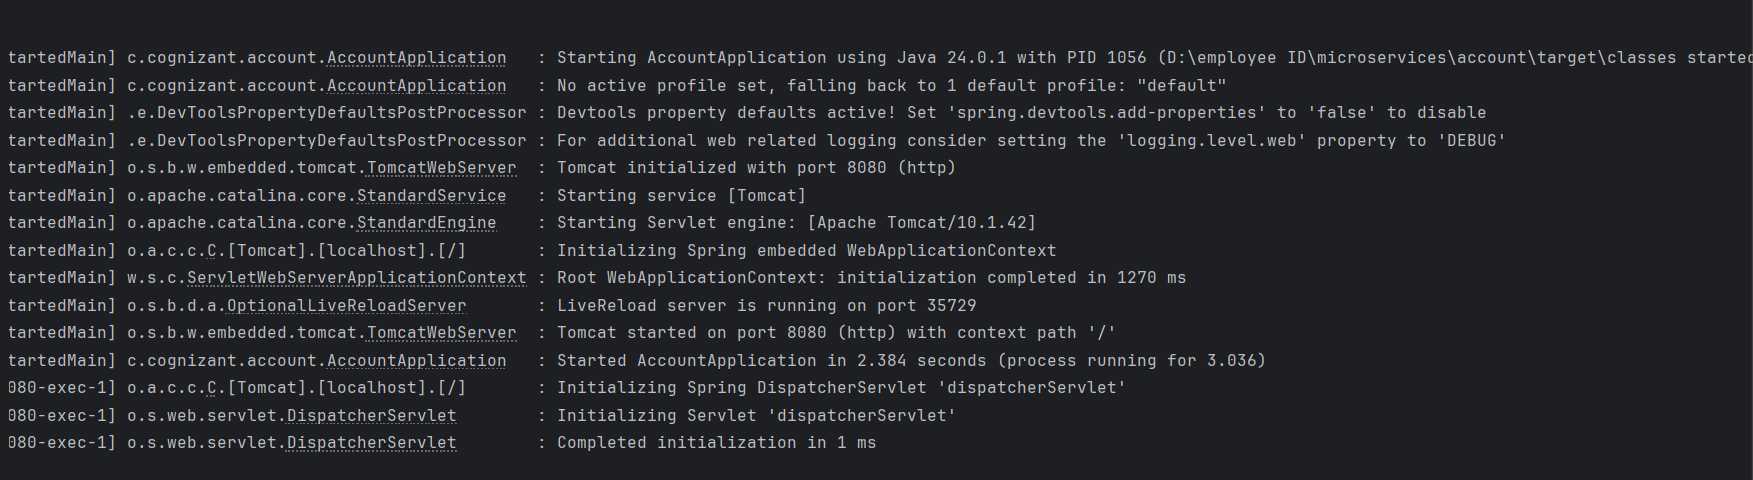 tartedMain] c.cognizant.account.AccountApplication : Starting AccountApplication using Java 24.0.1 with PID 1056 (D:\employee ID\microservices\account\target\classes started
tartedMain] c.cognizant.account.AccountApplication : No active profile set, falling back to 1 default profile: "default"
tartedMain] .e.DevToolsPropertyDefaultsPostProcessor : Devtools property defaults active! Set 'spring.devtools.add-properties' to 'false' to disable
tartedMain] .e.DevToolsPropertyDefaultsPostProcessor : For additional web related logging consider setting the 'logging.level.web' property to 'DEBUG'
tartedMain] o.s.b.w.embedded.tomcat.TomcatWebServer : Tomcat initialized with port 8080 (http)
tartedMain] o.apache.catalina.core.StandardService : Starting service [Tomcat]
tartedMain] o.apache.catalina.core.StandardEngine : Starting Servlet engine: [Apache Tomcat/10.1.42]
tartedMain] o.a.c.c.C.[Tomcat].[localhost].[/] : Initializing Spring embedded WebApplicationContext
tartedMain] w.s.c.ServletWebServerApplicationContext : Root WebApplicationContext: initialization completed in 1270 ms
tartedMain] o.s.b.d.a.OptionalLiveReloadServer : LiveReload server is running on port 35729
tartedMain] o.s.b.w.embedded.tomcat.TomcatWebServer : Tomcat started on port 8080 (http) with context path '/'
tartedMain] c.cognizant.account.AccountApplication : Started AccountApplication in 2.384 seconds (process running for 3.036)
080-exec-1] o.a.c.c.C.[Tomcat].[localhost].[/] : Initializing Spring DispatcherServlet 'dispatcherServlet'
080-exec-1] o.s.web.servlet.DispatcherServlet : Initializing Servlet 'dispatcherServlet'
080-exec-1] o.s.web.servlet.DispatcherServlet : Completed initialization in 1 ms